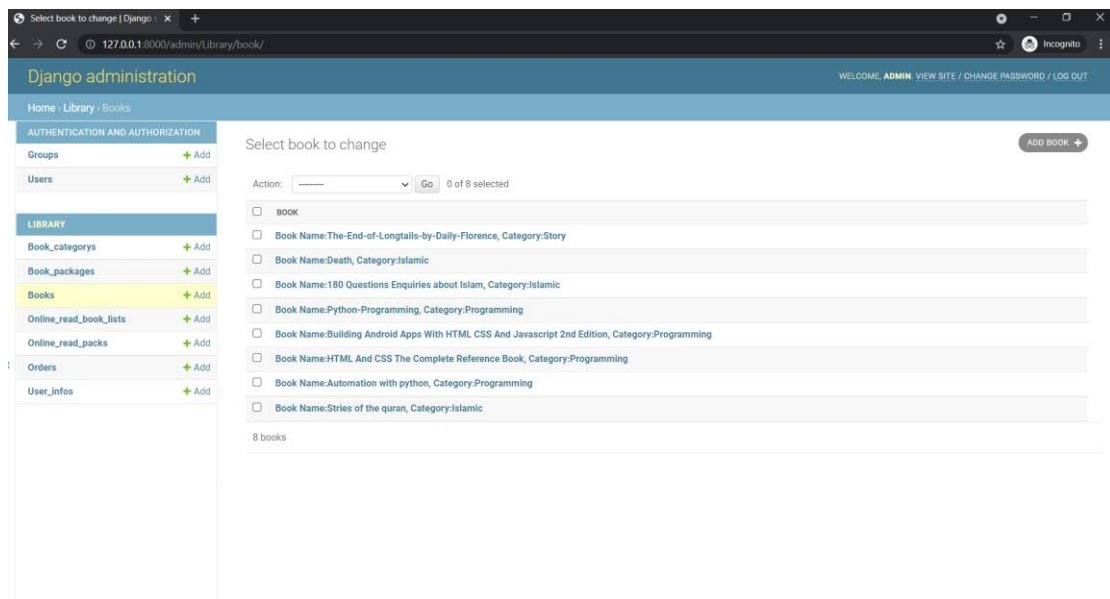 Select book to change | Django s
127.0.0.1:8000/admin/Library/book/
Incognito
Django administration
WELCOME, ADMIN. VIEW SITE / CHANGE PASSWORD / LOG OUT
Home › Library › Books
AUTHENTICATION AND AUTHORIZATION
Groups + Add
Users + Add
LIBRARY
Book_categorys + Add
Book_packages + Add
Books + Add
Online_read_book_lists + Add
Online_read_packs + Add
Orders + Add
User_infos + Add
Select book to change
ADD BOOK +
Action: --------- Go 0 of 8 selected
BOOK
Book Name:The-End-of-Longtails-by-Daily-Florence, Category:Story
Book Name:Death, Category:Islamic
Book Name:180 Questions Enquiries about Islam, Category:Islamic
Book Name:Python-Programming, Category:Programming
Book Name:Building Android Apps With HTML CSS And Javascript 2nd Edition, Category:Programming
Book Name:HTML And CSS The Complete Reference Book, Category:Programming
Book Name:Automation with python, Category:Programming
Book Name:Stries of the quran, Category:Islamic
8 books